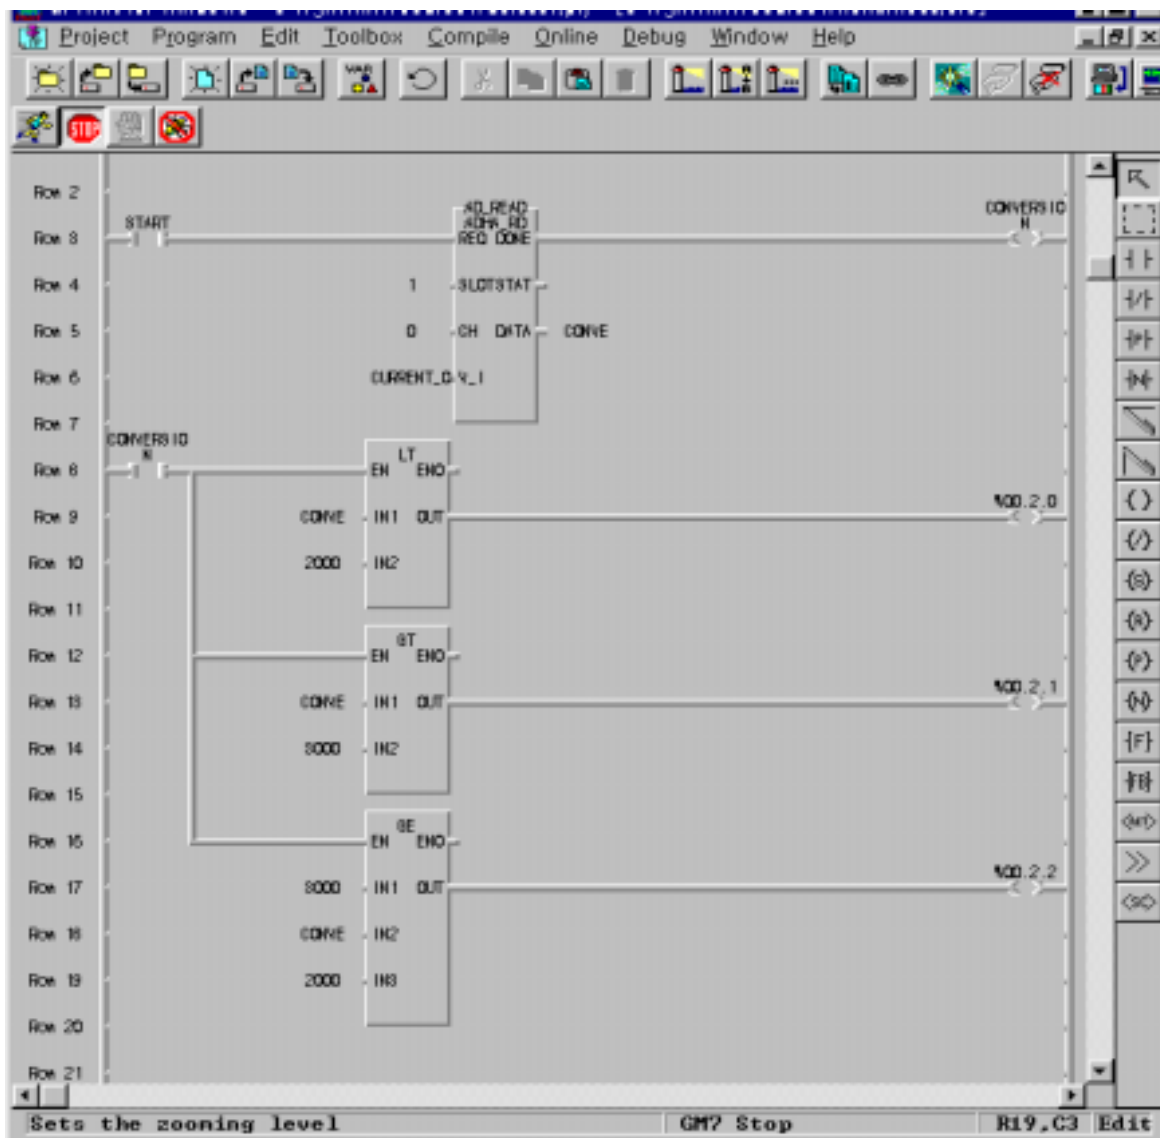 Project Program Edit Toolbox Compile Online Debug Window Help
VAR
STOP
Row 2
AD_READ
START
AD4A_RD
CONVERSIO
N
Row 3
REQ DONE
Row 4
1
SLOTSTAT
Row 5
0
CH DATA
CONVE
Row 6
Row 7
CONVERSIO
N
LT
Row 8
EN ENO
%Q0.2.0
Row 9
CONVE
IN1 OUT
Row 10
2000
IN2
Row 11
GT
Row 12
EN ENO
%Q0.2.1
Row 13
CONVE
IN1 OUT
Row 14
3000
IN2
Row 15
GE
Row 16
EN ENO
%Q0.2.2
Row 17
3000
IN1 OUT
Row 18
CONVE
IN2
Row 19
2000
IN3
Row 20
Row 21
Sets the zooming level
GM7 Stop
R19,C3
Edit